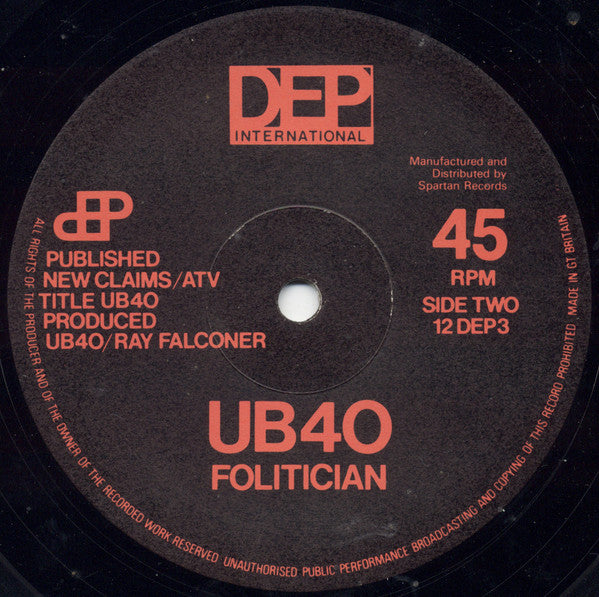 DEP
INTERNATIONAL
Manufactured and
Distributed by
Spartan Records
dEP
PUBLISHED
NEW CLAIMS/ATV
TITLE UB40
PRODUCED
UB40/RAY FALCONER
45
RPM
SIDE TWO
12 DEP3
UB40
FOLITICIAN
ALL RIGHTS OF THE PRODUCER AND OF THE OWNER OF THE RECORDED WORK RESERVED UNAUTHORISED PUBLIC PERFORMANCE BROADCASTING AND COPYING OF THIS RECORD PROHIBITED. MADE IN GT BRITAIN